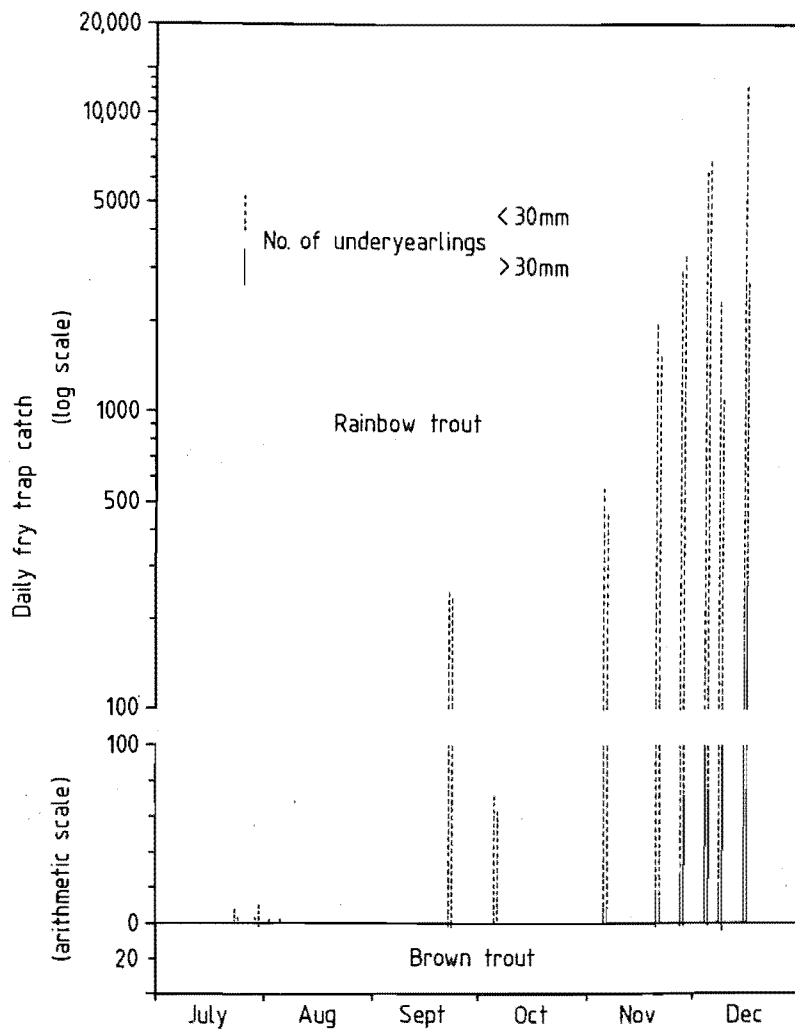 20,000
10,000
5000
1000
500
100
100
0
20
Daily fry trap catch
(log scale)
(arithmetic scale)
No. of underyearlings
< 30mm
> 30mm
Rainbow trout
Brown trout
July Aug Sept Oct Nov Dec